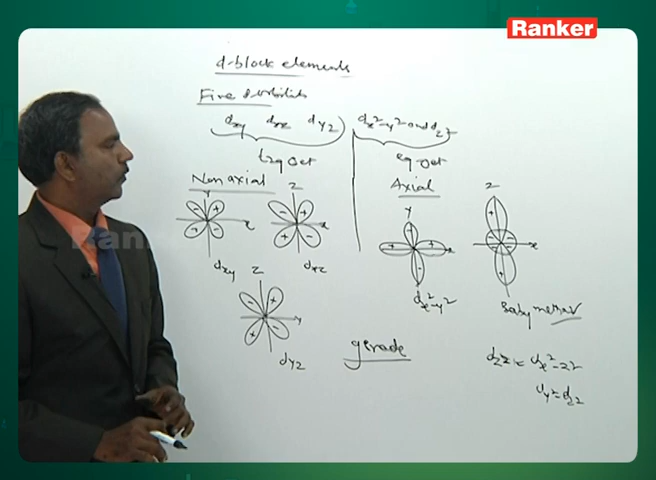 Ranker
d-block elements
Five d-orbitals
dxy dxz dyz dx²-y² and dz²
t2g set eg set
Non axial Axial
Y Z Y Z
x x x x
+ - + -
dxy Z dxz dx²-y²
y
dyz
gerade
Baby
Ranker